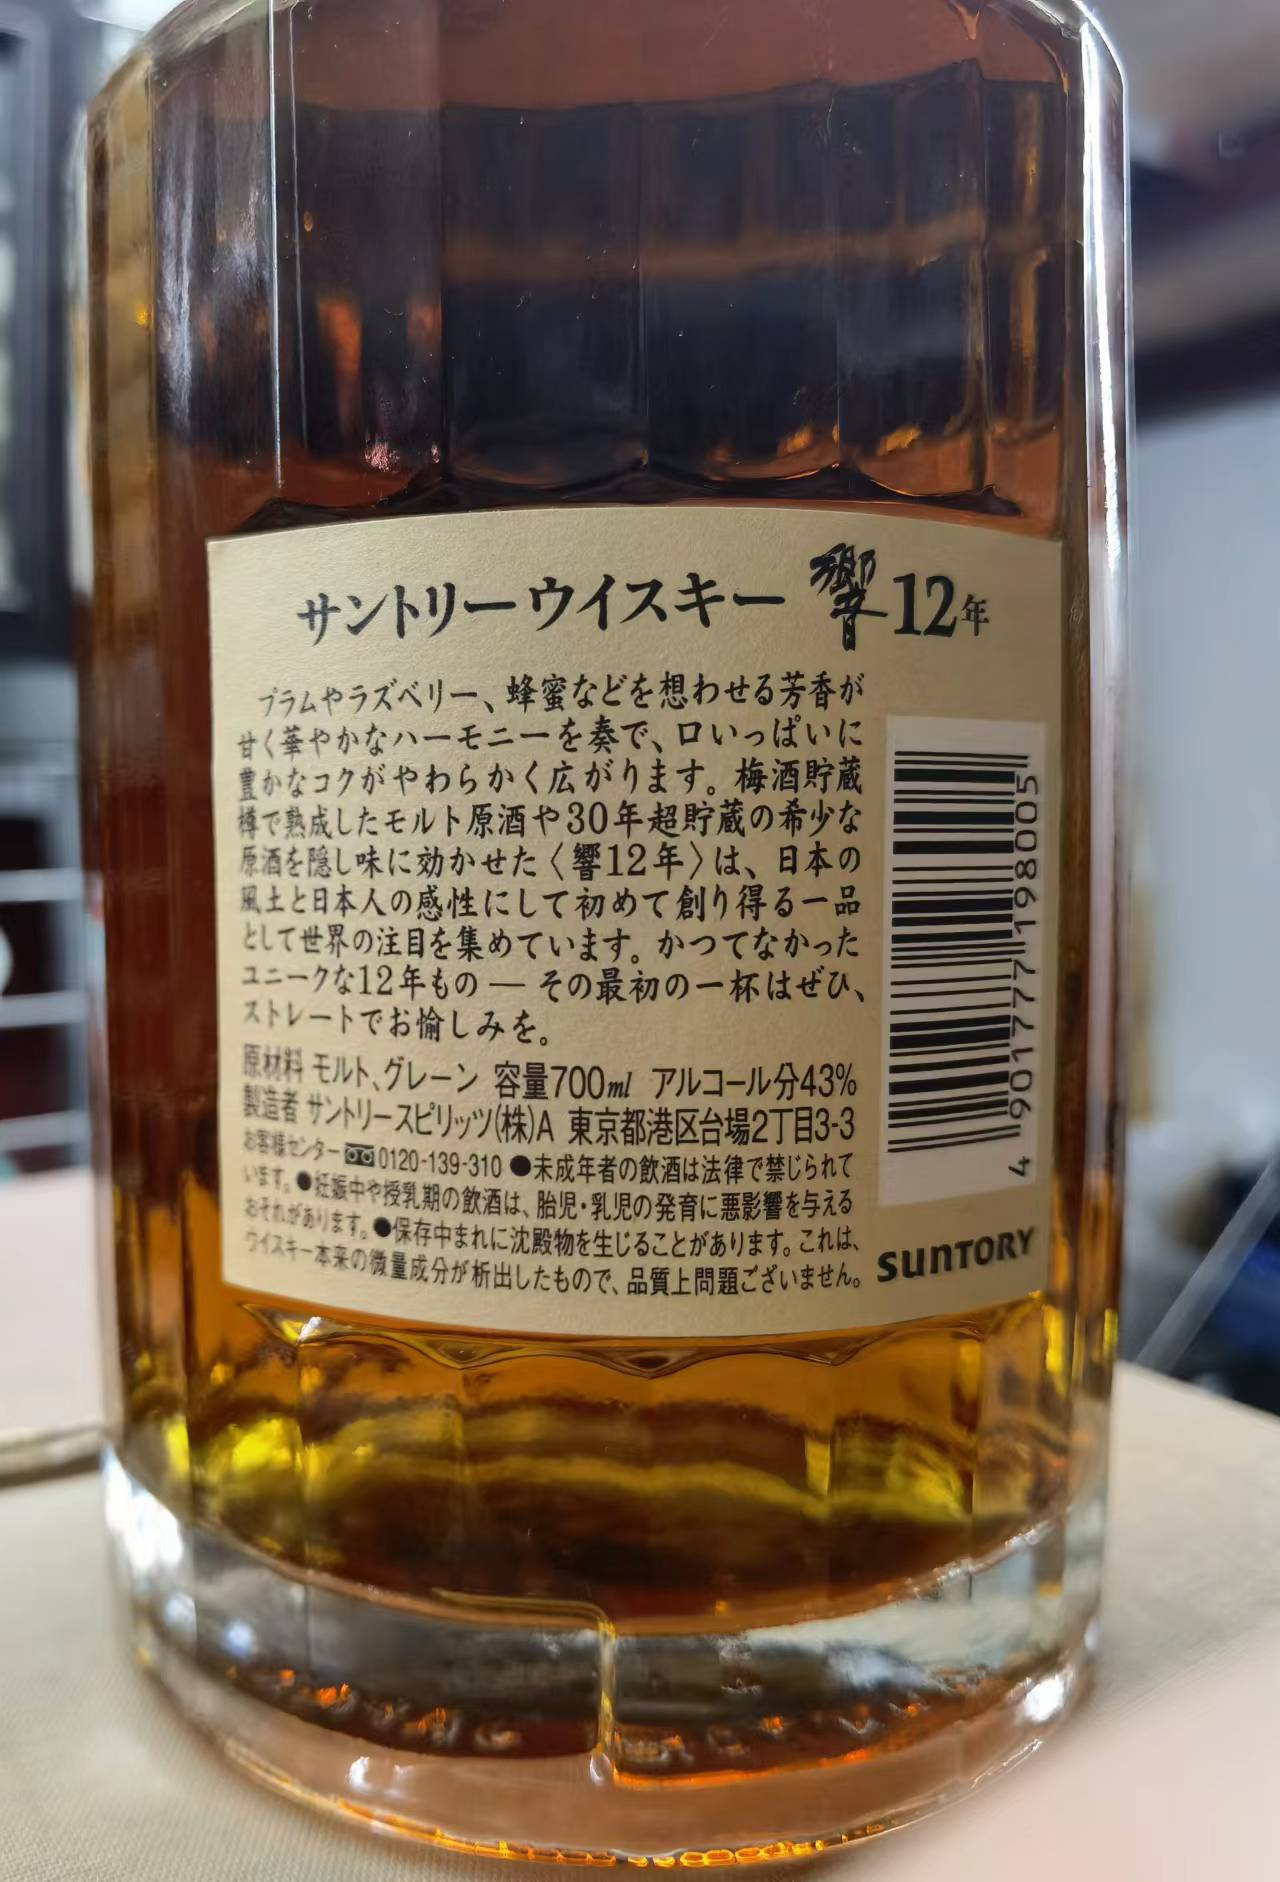 サントリーウイスキー 響12年
プラムやラズベリー、蜂蜜などを想わせる芳香が
甘く華やかなハーモニーを奏で、口いっぱいに
豊かなコクがやわらかく広がります。梅酒貯蔵
樽で熟成したモルト原酒や30年超貯蔵の希少な
原酒を隠し味に効かせた〈響12年〉は、日本の
風土と日本人の感性にして初めて創り得る一品
として世界の注目を集めています。かつてなかった
ユニークな12年もの — その最初の一杯はぜひ、
ストレートでお愉しみを。
原材料 モルト、グレーン 容量700ml アルコール分43%
製造者 サントリースピリッツ(株)A 東京都港区台場2丁目3-3
お客様センター 0120-139-310 ●未成年者の飲酒は法律で禁じられて
います。●妊娠中や授乳期の飲酒は、胎児・乳児の発育に悪影響を与える
おそれがあります。●保存中まれに沈殿物を生じることがあります。これは、
ウイスキー本来の微量成分が析出したもので、品質上問題ございません。
SUNTORY
4 901777 198005